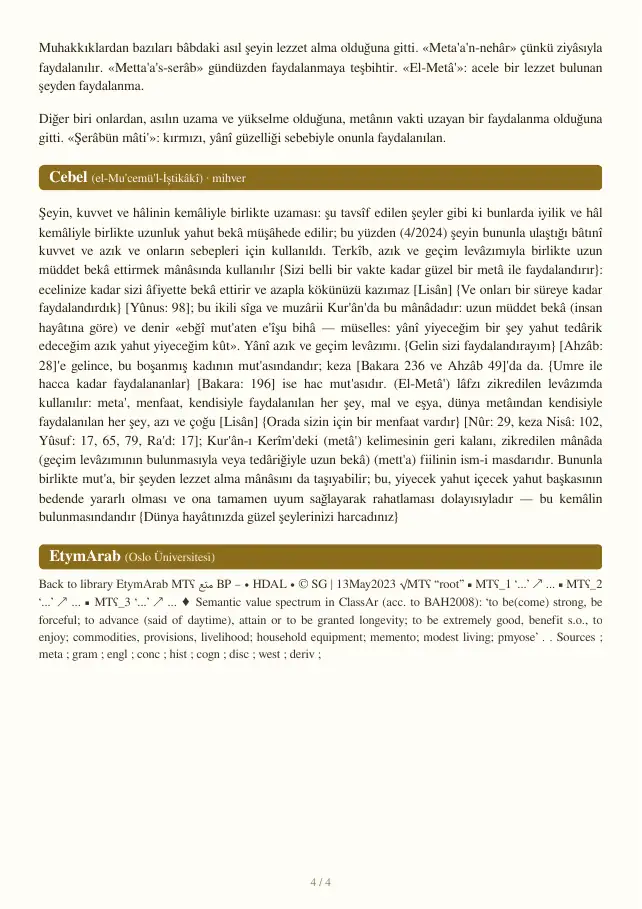 Muhakkıklardan bazıları bâbdaki asıl şeyin lezzet alma olduğuna gitti. «Meta'a'n-nehâr» çünkü ziyâsıyla
faydalanılır. «Metta'a's-serâb» gündüzden faydalanmaya teşbihtir. «El-Metâ'»: acele bir lezzet bulunan
şeyden faydalanma.
Diğer biri onlardan, asılın uzama ve yükselme olduğuna, metânın vakti uzayan bir faydalanma olduğuna
gitti. «Şerâbün mâti'»: kırmızı, yânî güzelliği sebebiyle onunla faydalanılan.
Cebel (el-Mu'cemü'l-İştikâkî) · mihver
Şeyin, kuvvet ve hâlinin kemâliyle birlikte uzaması: şu tavsîf edilen şeyler gibi ki bunlarda iyilik ve hâl
kemâliyle birlikte uzunluk yahut bekâ müşâhede edilir; bu yüzden (4/2024) şeyin bununla ulaştığı bâtınî
kuvvet ve azık ve onların sebepleri için kullanıldı. Terkîb, azık ve geçim levâzımıyla birlikte uzun
müddet bekâ ettirmek mânâsında kullanılır {Sizi belli bir vakte kadar güzel bir metâ ile faydalandırır}:
ecelinize kadar sizi âfiyette bekâ ettirir ve azapla kökünüzü kazımaz [Lisân] {Ve onları bir süreye kadar
faydalandırdık} [Yûnus: 98]; bu ikili sîga ve muzârii Kur'ân'da bu mânâdadır: uzun müddet bekâ (insan
hayâtına göre) ve denir «ebğî mut'aten e'îşu bihâ — müselles: yânî yiyeceğim bir şey yahut tedârik
edeceğim azık yahut yiyeceğim kût». Yânî azık ve geçim levâzımı. {Gelin sizi faydalandırayım} [Ahzâb:
28]'e gelince, bu boşanmış kadının mut'asındandır; keza [Bakara 236 ve Ahzâb 49]'da da. {Umre ile
hacca kadar faydalananlar} [Bakara: 196] ise hac mut'asıdır. (El-Metâ') lâfzı zikredilen levâzımda
kullanılır: meta', menfaat, kendisiyle faydalanılan her şey, mal ve eşya, dünya metâından kendisiyle
faydalanılan her şey, azı ve çoğu [Lisân] {Orada sizin için bir menfaat vardır} [Nûr: 29, keza Nisâ: 102,
Yûsuf: 17, 65, 79, Ra'd: 17]; Kur'ân-ı Kerîm'deki (metâ') kelimesinin geri kalanı, zikredilen mânâda
(geçim levâzımının bulunmasıyla veya tedâriğiyle uzun bekâ) (mett'a) fiilinin ism-i masdarıdır. Bununla
birlikte mut'a, bir şeyden lezzet alma mânâsını da taşıyabilir; bu, yiyecek yahut içecek yahut başkasının
bedende yararlı olması ve ona tamamen uyum sağlayarak rahatlaması dolayısıyladır — bu kemâlin
bulunmasındandır {Dünya hayâtınızda güzel şeylerinizi harcadınız}
EtymArab (Oslo Üniversitesi)
Back to library EtymArab MTʕ متع BP – • HDAL • © SG | 13May2023 √MTʕ “root” ▪ MTʕ_1 ‘...’ ↗ ... ▪ MTʕ_2
‘...’ ↗ ... ▪ MTʕ_3 ‘...’ ↗ ... ♦ Semantic value spectrum in ClassAr (acc. to BAH2008): ‘to be(come) strong, be
forceful; to advance (said of daytime), attain or to be granted longevity; to be extremely good, benefit s.o., to
enjoy; commodities, provisions, livelihood; household equipment; memento; modest living; pmyose’ . . Sources ;
meta ; gram ; engl ; conc ; hist ; cogn ; disc ; west ; deriv ;
4 / 4